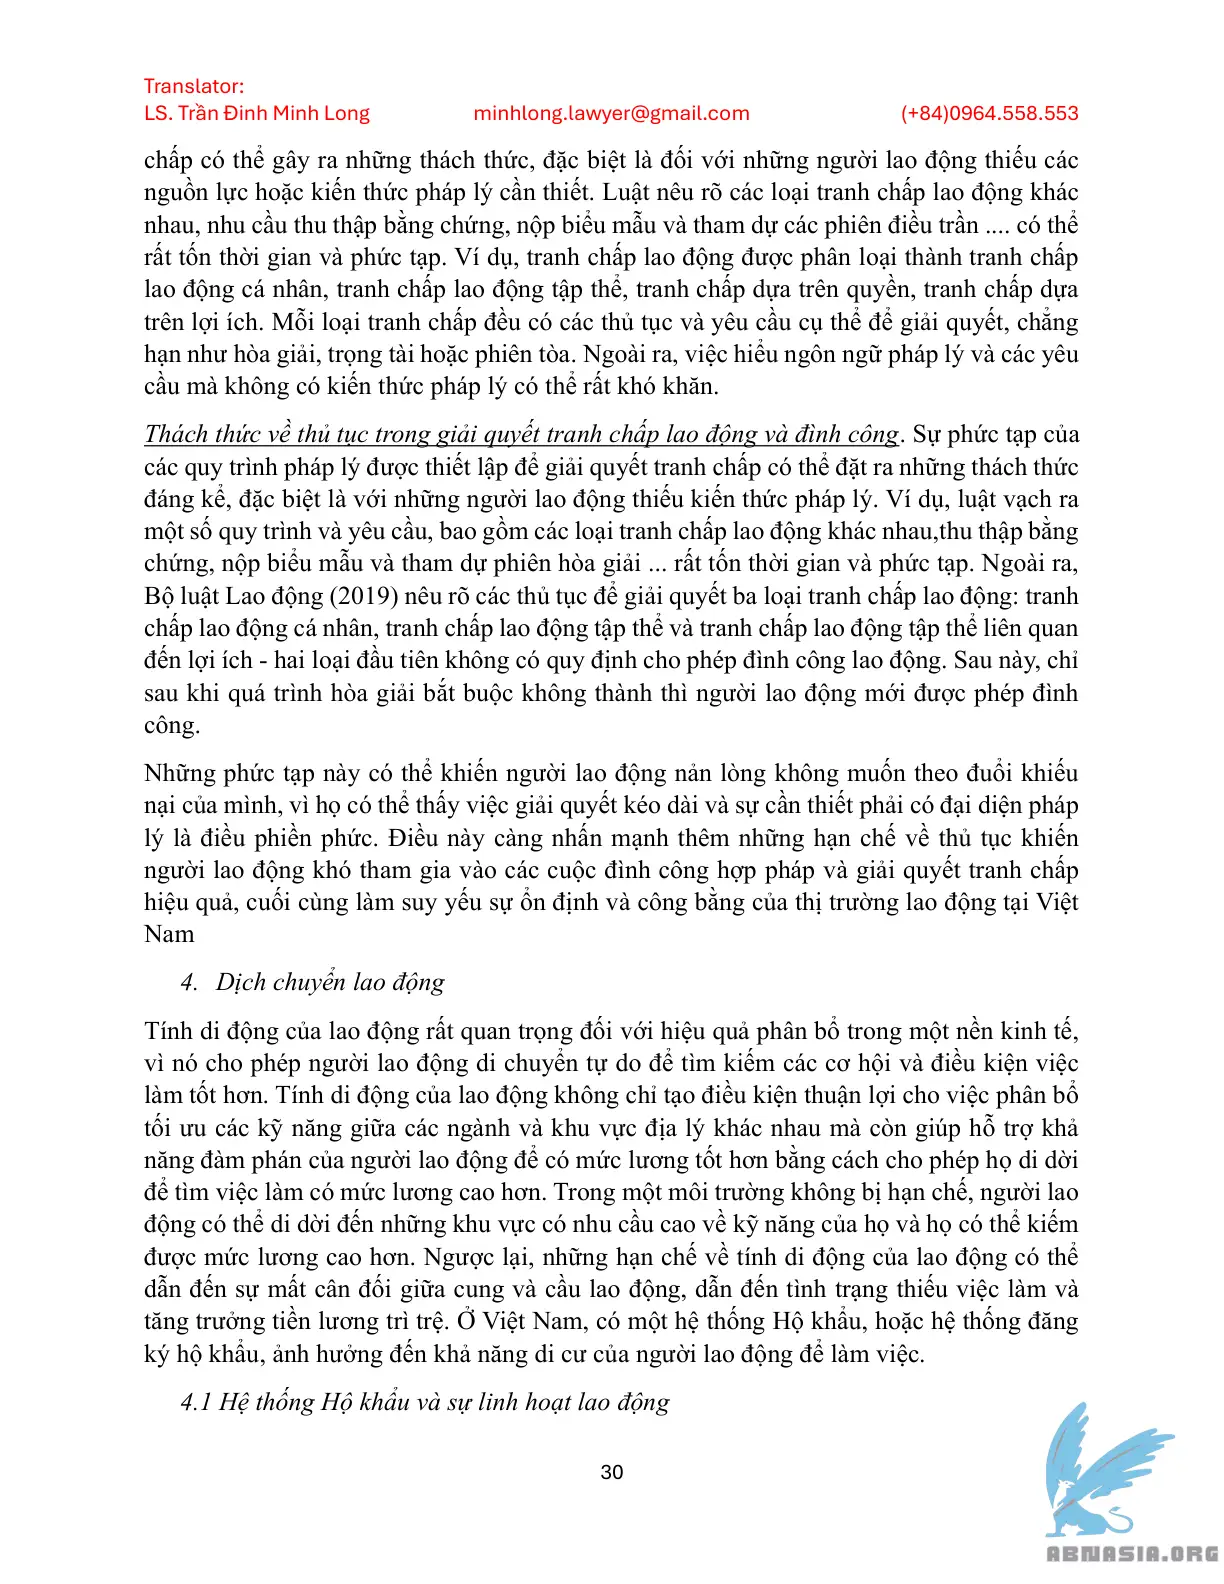 Translator:
LS. Trần Đinh Minh Long minhlong.lawyer@gmail.com (+84)0964.558.553
chấp có thể gây ra những thách thức, đặc biệt là đối với những người lao động thiếu các
nguồn lực hoặc kiến thức pháp lý cần thiết. Luật nêu rõ các loại tranh chấp lao động khác
nhau, nhu cầu thu thập bằng chứng, nộp biểu mẫu và tham dự các phiên điều trần .... có thể
rất tốn thời gian và phức tạp. Ví dụ, tranh chấp lao động được phân loại thành tranh chấp
lao động cá nhân, tranh chấp lao động tập thể, tranh chấp dựa trên quyền, tranh chấp dựa
trên lợi ích. Mỗi loại tranh chấp đều có các thủ tục và yêu cầu cụ thể để giải quyết, chẳng
hạn như hòa giải, trọng tài hoặc phiên tòa. Ngoài ra, việc hiểu ngôn ngữ pháp lý và các yêu
cầu mà không có kiến thức pháp lý có thể rất khó khăn.
Thách thức về thủ tục trong giải quyết tranh chấp lao động và đình công. Sự phức tạp của
các quy trình pháp lý được thiết lập để giải quyết tranh chấp có thể đặt ra những thách thức
đáng kể, đặc biệt là với những người lao động thiếu kiến thức pháp lý. Ví dụ, luật vạch ra
một số quy trình và yêu cầu, bao gồm các loại tranh chấp lao động khác nhau,thu thập bằng
chứng, nộp biểu mẫu và tham dự phiên hòa giải ... rất tốn thời gian và phức tạp. Ngoài ra,
Bộ luật Lao động (2019) nêu rõ các thủ tục để giải quyết ba loại tranh chấp lao động: tranh
chấp lao động cá nhân, tranh chấp lao động tập thể và tranh chấp lao động tập thể liên quan
đến lợi ích - hai loại đầu tiên không có quy định cho phép đình công lao động. Sau này, chỉ
sau khi quá trình hòa giải bắt buộc không thành thì người lao động mới được phép đình
công.
Những phức tạp này có thể khiến người lao động nản lòng không muốn theo đuổi khiếu
nại của mình, vì họ có thể thấy việc giải quyết kéo dài và sự cần thiết phải có đại diện pháp
lý là điều phiền phức. Điều này càng nhấn mạnh thêm những hạn chế về thủ tục khiến
người lao động khó tham gia vào các cuộc đình công hợp pháp và giải quyết tranh chấp
hiệu quả, cuối cùng làm suy yếu sự ổn định và công bằng của thị trường lao động tại Việt
Nam
4. Dịch chuyển lao động
Tính di động của lao động rất quan trọng đối với hiệu quả phân bổ trong một nền kinh tế,
vì nó cho phép người lao động di chuyển tự do để tìm kiếm các cơ hội và điều kiện việc
làm tốt hơn. Tính di động của lao động không chỉ tạo điều kiện thuận lợi cho việc phân bổ
tối ưu các kỹ năng giữa các ngành và khu vực địa lý khác nhau mà còn giúp hỗ trợ khả
năng đàm phán của người lao động để có mức lương tốt hơn bằng cách cho phép họ di dời
để tìm việc làm có mức lương cao hơn. Trong một môi trường không bị hạn chế, người lao
động có thể di dời đến những khu vực có nhu cầu cao về kỹ năng của họ và họ có thể kiếm
được mức lương cao hơn. Ngược lại, những hạn chế về tính di động của lao động có thể
dẫn đến sự mất cân đối giữa cung và cầu lao động, dẫn đến tình trạng thiếu việc làm và
tăng trưởng tiền lương trì trệ. Ở Việt Nam, có một hệ thống Hộ khẩu, hoặc hệ thống đăng
ký hộ khẩu, ảnh hưởng đến khả năng di cư của người lao động để làm việc.
4.1 Hệ thống Hộ khẩu và sự linh hoạt lao động
30
ABNASIA.ORG